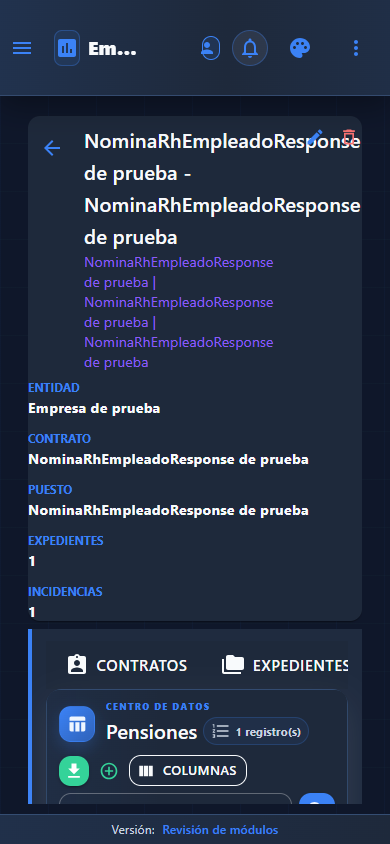 Em...
NominaRhEmpleadoResponse
de prueba -
NominaRhEmpleadoResponse
de prueba
NominaRhEmpleadoResponse
de prueba |
NominaRhEmpleadoResponse
de prueba |
NominaRhEmpleadoResponse
de prueba
ENTIDAD
Empresa de prueba
CONTRATO
NominaRhEmpleadoResponse de prueba
PUESTO
NominaRhEmpleadoResponse de prueba
EXPEDIENTES
1
INCIDENCIAS
1
CONTRATOS EXPEDIENTES
CENTRO DE DATOS
Pensiones 1 registro(s)
COLUMNAS
Versión: Revisión de módulos